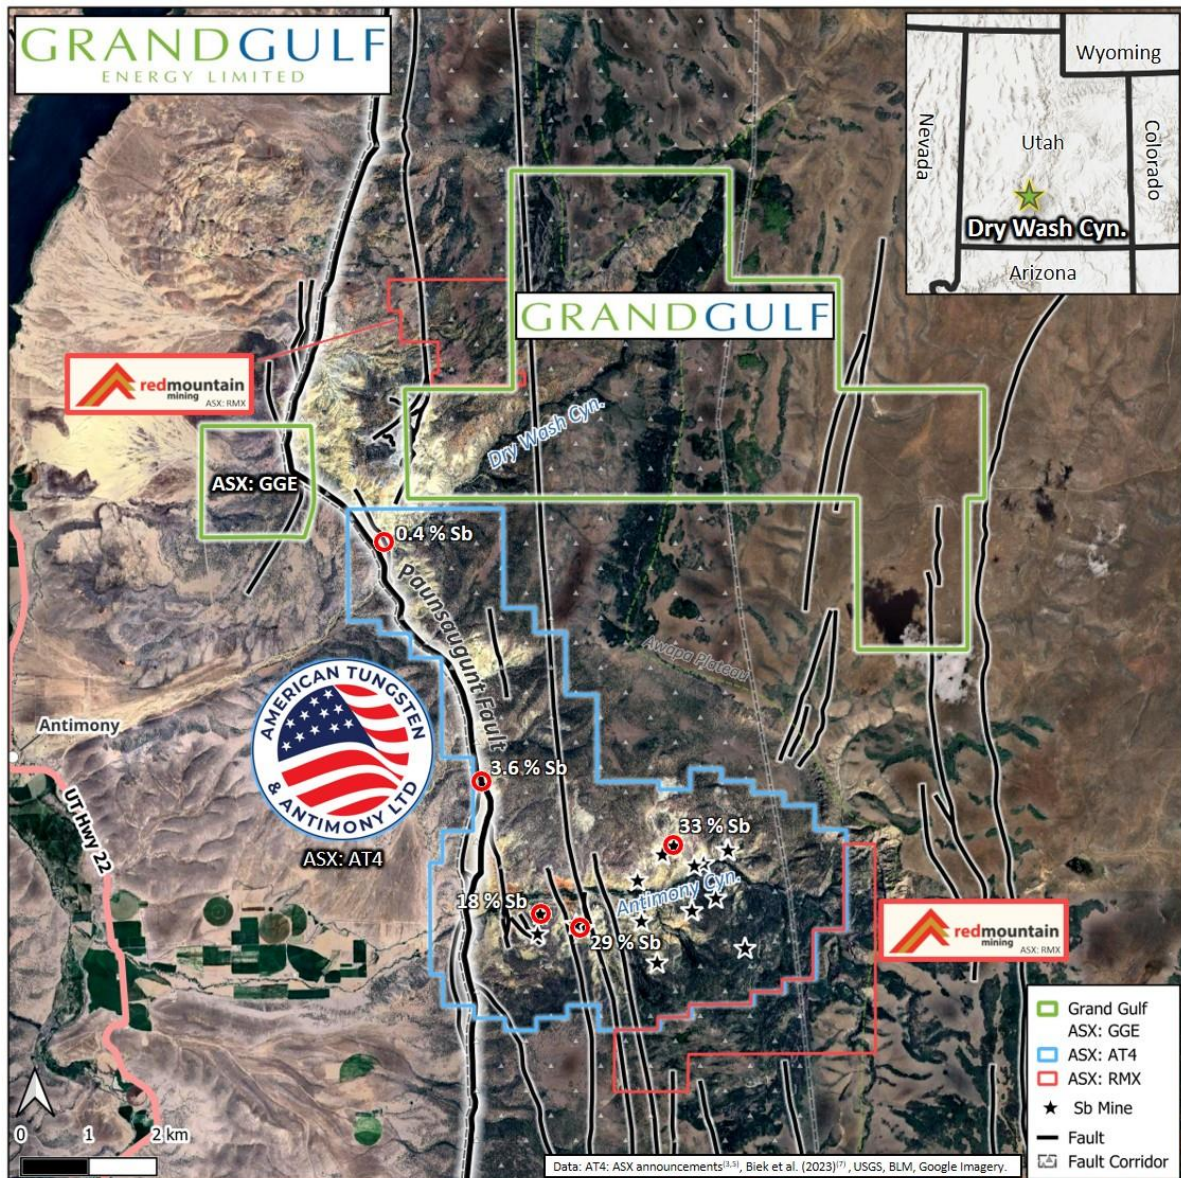 GRANDGULF
ENERGY LIMITED
Wyoming
Nevada
Utah
Colorado
Dry Wash Cyn.
Arizona
GRANDGULF
redmountain
mining
ASX: RMX
Dry Wash Cyn.
ASX: GGE
0.4 % Sb
Paunsaugunt Fault
Awapa Plateau
Antimony
AMERICAN TUNGSTEN
& ANTIMONY LTD
ASX: AT4
3.6 % Sb
UT Hwy 22
33 % Sb
Antimony Cyn.
18 % Sb
29 % Sb
redmountain
mining
ASX: RMX
Grand Gulf
ASX: GGE
ASX: AT4
ASX: RMX
Sb Mine
Fault
Fault Corridor
0 1 2 km
Data: AT4: ASX announcements(3,5), Biek et al. (2023)(7) , USGS, BLM, Google Imagery.